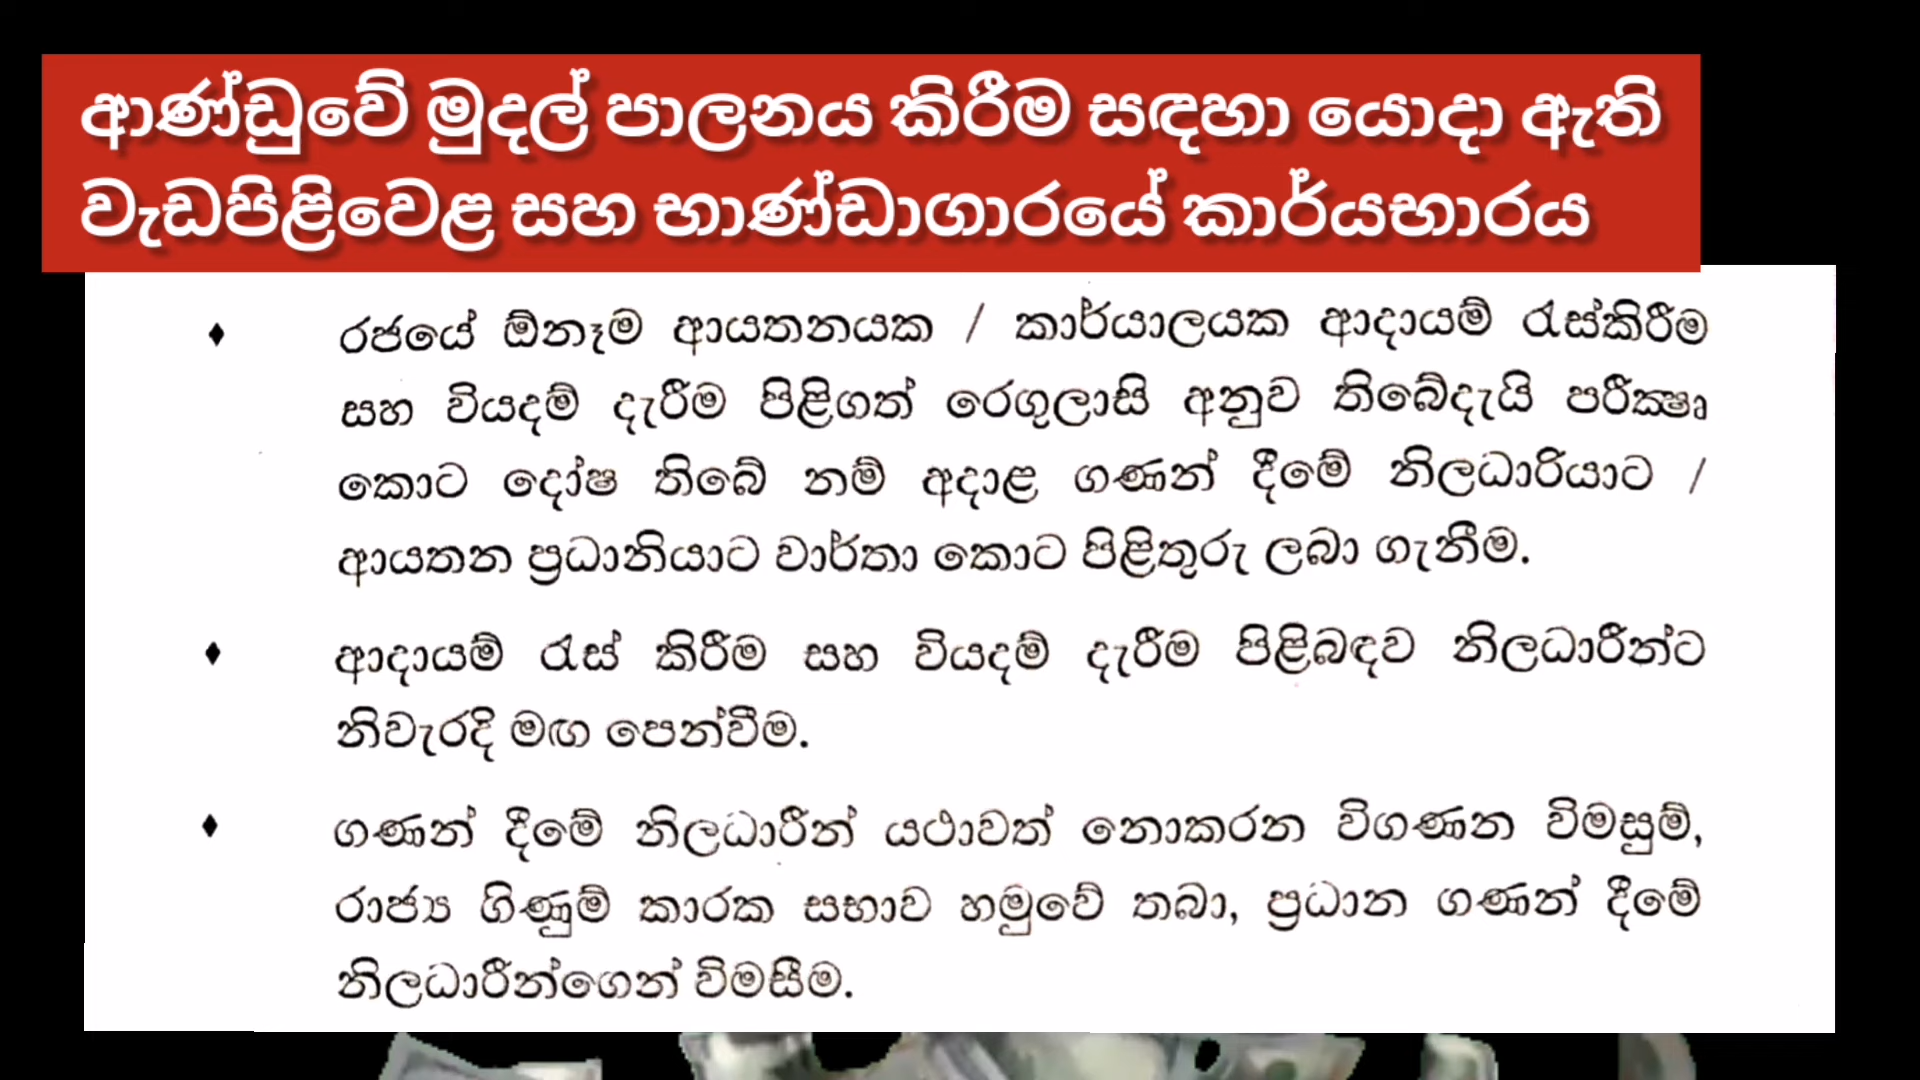 ආණ්ඩුවේ මුදල් පාලනය කිරීම සඳහා යොදා ඇති
වැඩපිළිවෙළ සහ භාණ්ඩාගාරයේ කාර්යභාරය
♦ රජයේ ඕනෑම ආයතනයක / කාර්යාලයක ආදායම් රැස්කිරීම
සහ වියදම් දැරීම පිළිගත් රෙගුලාසි අනුව තිබේදැයි පරීක්ෂා
කොට දෝෂ තිබේ නම් අදාළ ගණන් දීමේ නිලධාරියාට /
ආයතන ප්‍රධානියාට වාර්තා කොට පිළිතුරු ලබා ගැනීම.
♦ ආදායම් රැස් කිරීම සහ වියදම් දැරීම පිළිබඳව නිලධාරීන්ට
නිවැරදි මඟ පෙන්වීම.
♦ ගණන් දීමේ නිලධාරීන් යථාවත් නොකරන විගණන විමසුම්,
රාජ්‍ය ගිණුම් කාරක සභාව හමුවේ තබා, ප්‍රධාන ගණන් දීමේ
නිලධාරීන්ගෙන් විමසීම.